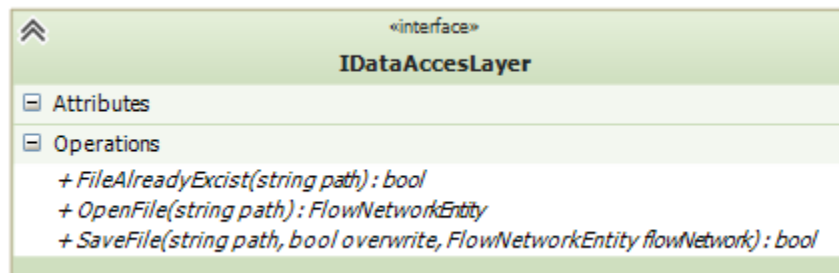 «interface»
IDataAccesLayer
Attributes
Operations
+ FileAlreadyExcist(string path) : bool
+ OpenFile(string path) : FlowNetworkEntity
+ SaveFile(string path, bool overwrite, FlowNetworkEntity flowNetwork) : bool